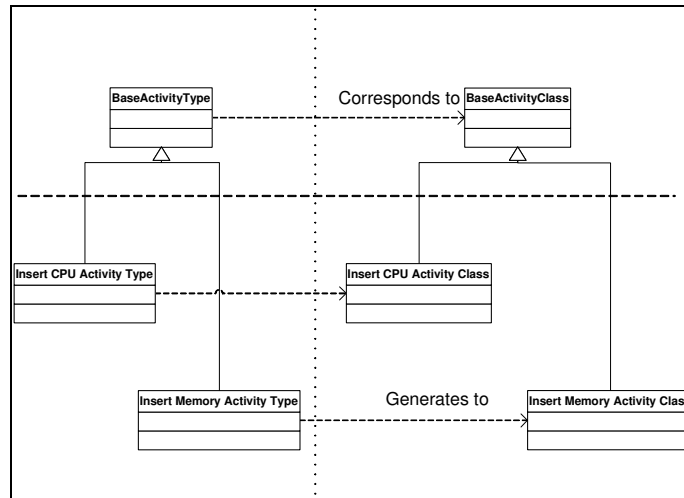 BaseActivityType
Corresponds to
BaseActivityClass
Insert CPU Activity Type
Insert CPU Activity Class
Insert Memory Activity Type
Generates to
Insert Memory Activity Clas